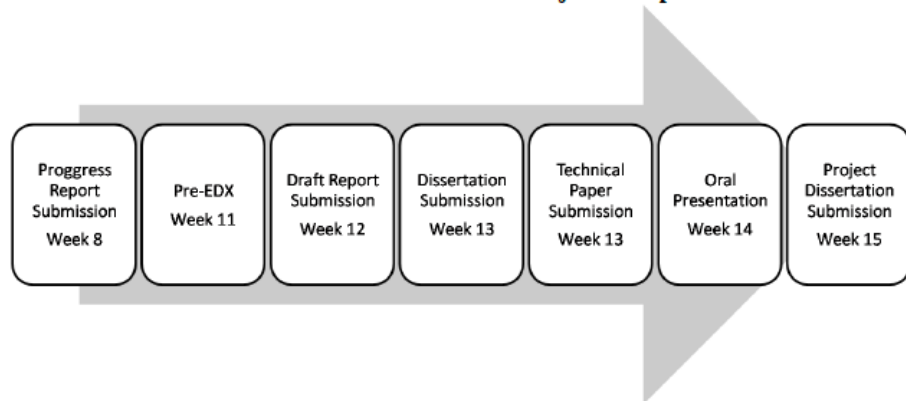 Proggress
Report
Submission
Week 8
Pre-EDX
Week 11
Draft Report
Submission
Week 12
Dissertation
Submission
Week 13
Technical
Paper
Submission
Week 13
Oral
Presentation
Week 14
Project
Dissertation
Submission
Week 15